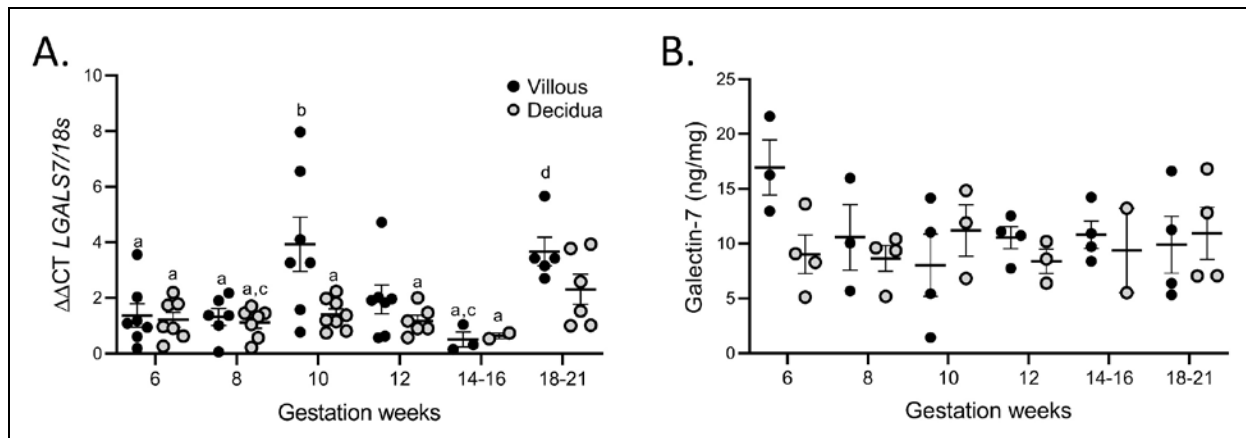 A.
ΔΔCT LGALS7/18s
10
8
6
4
2
0
Villous
Decidua
a
a
a
a,c
b
a
a
a,c
a
d
6
8
10
12
14-16
18-21
Gestation weeks
B.
Galectin-7 (ng/mg)
25
20
15
10
5
0
6
8
10
12
14-16
18-21
Gestation weeks